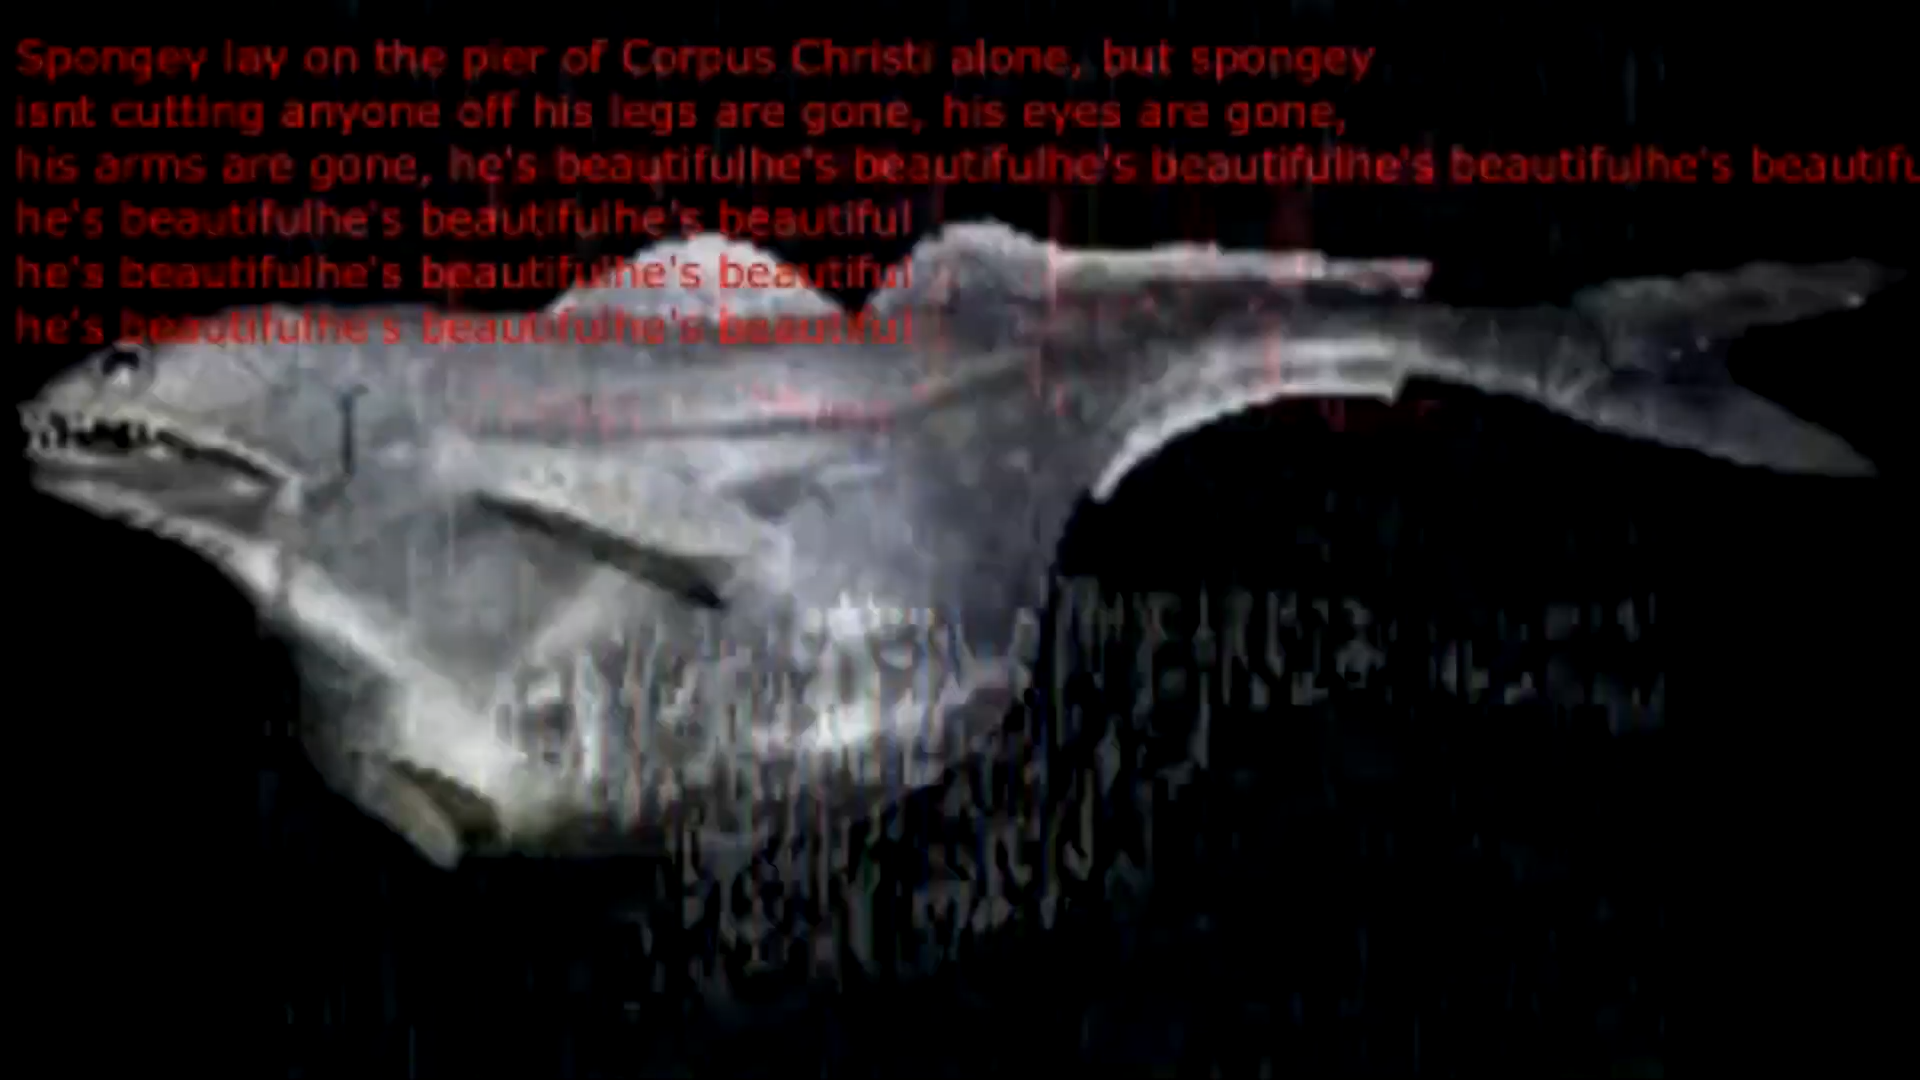 Spongey lay on the pier of Corpus Christi alone, but spongey
isnt cutting anyone off his legs are gone, his eyes are gone,
his arms are gone, he's beautifulhe's beautifulhe's beautifulhe's beautifulhe's beautifu
he's beautifulhe's beautifulhe's beautiful
he's beautifulhe's beautifulhe's beautiful
he's beautifulhe's beautifulhe's beautiful